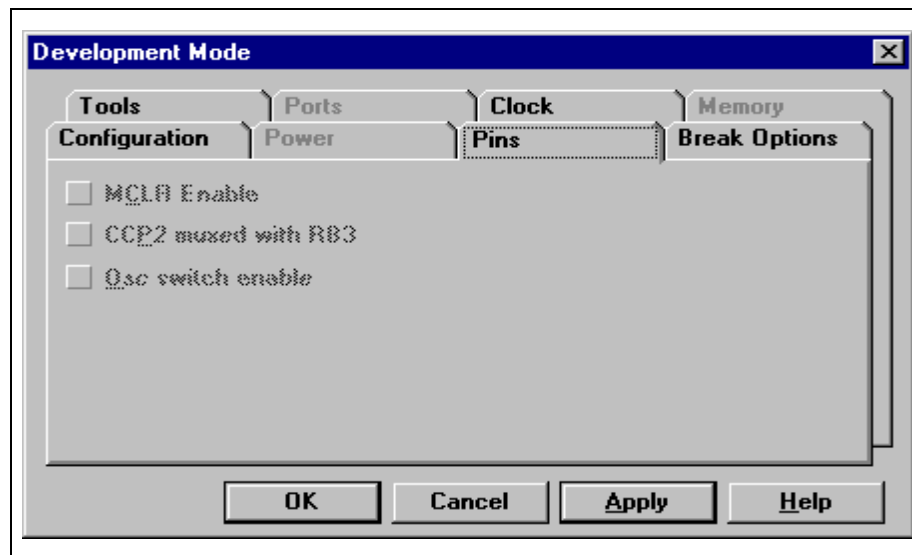 Development Mode
Tools Ports Clock Memory
Configuration Power Pins Break Options
MCLR Enable
CCP2 muxed with RB3
Osc switch enable
OK Cancel Apply Help